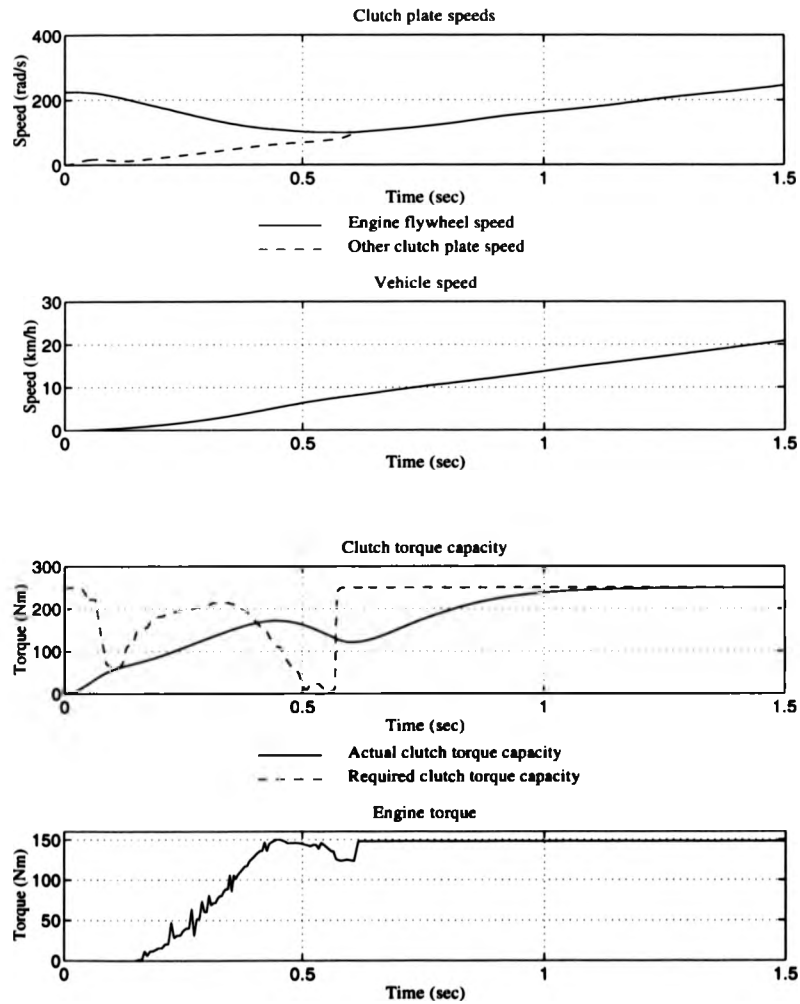 Clutch plate speeds
400
200
0
Speed (rad/s)
0
0.5
1
1.5
Time (sec)
Engine flywheel speed
Other clutch plate speed
Vehicle speed
30
20
10
0
Speed (km/h)
0
0.5
1
1.5
Time (sec)
Clutch torque capacity
300
200
100
0
Torque (Nm)
0
0.5
1
1.5
Time (sec)
Actual clutch torque capacity
Required clutch torque capacity
Engine torque
150
100
50
0
Torque (Nm)
0
0.5
1
1.5
Time (sec)